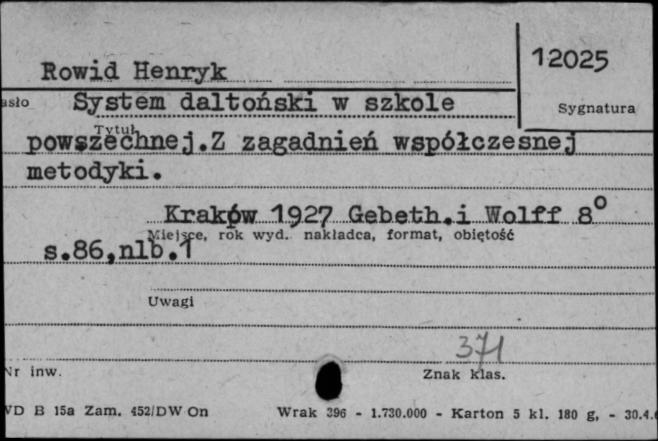 Rowid Henryk
12025
asło System daltoński w szkole
Sygnatura
Tytuł
powszechnej.Z zagadnień współczesnej
metodyki.
Kraków 1927 Gebeth.i Wolff 8°
Miejsce, rok wyd. nakładca, format, objętość
s.86,nlb.1
Uwagi
371
Nr inw.
Znak klas.
VD B 15a Zam. 452/DW On Wrak 396 - 1.730.000 - Karton 5 kl. 180 g. - 30.4.